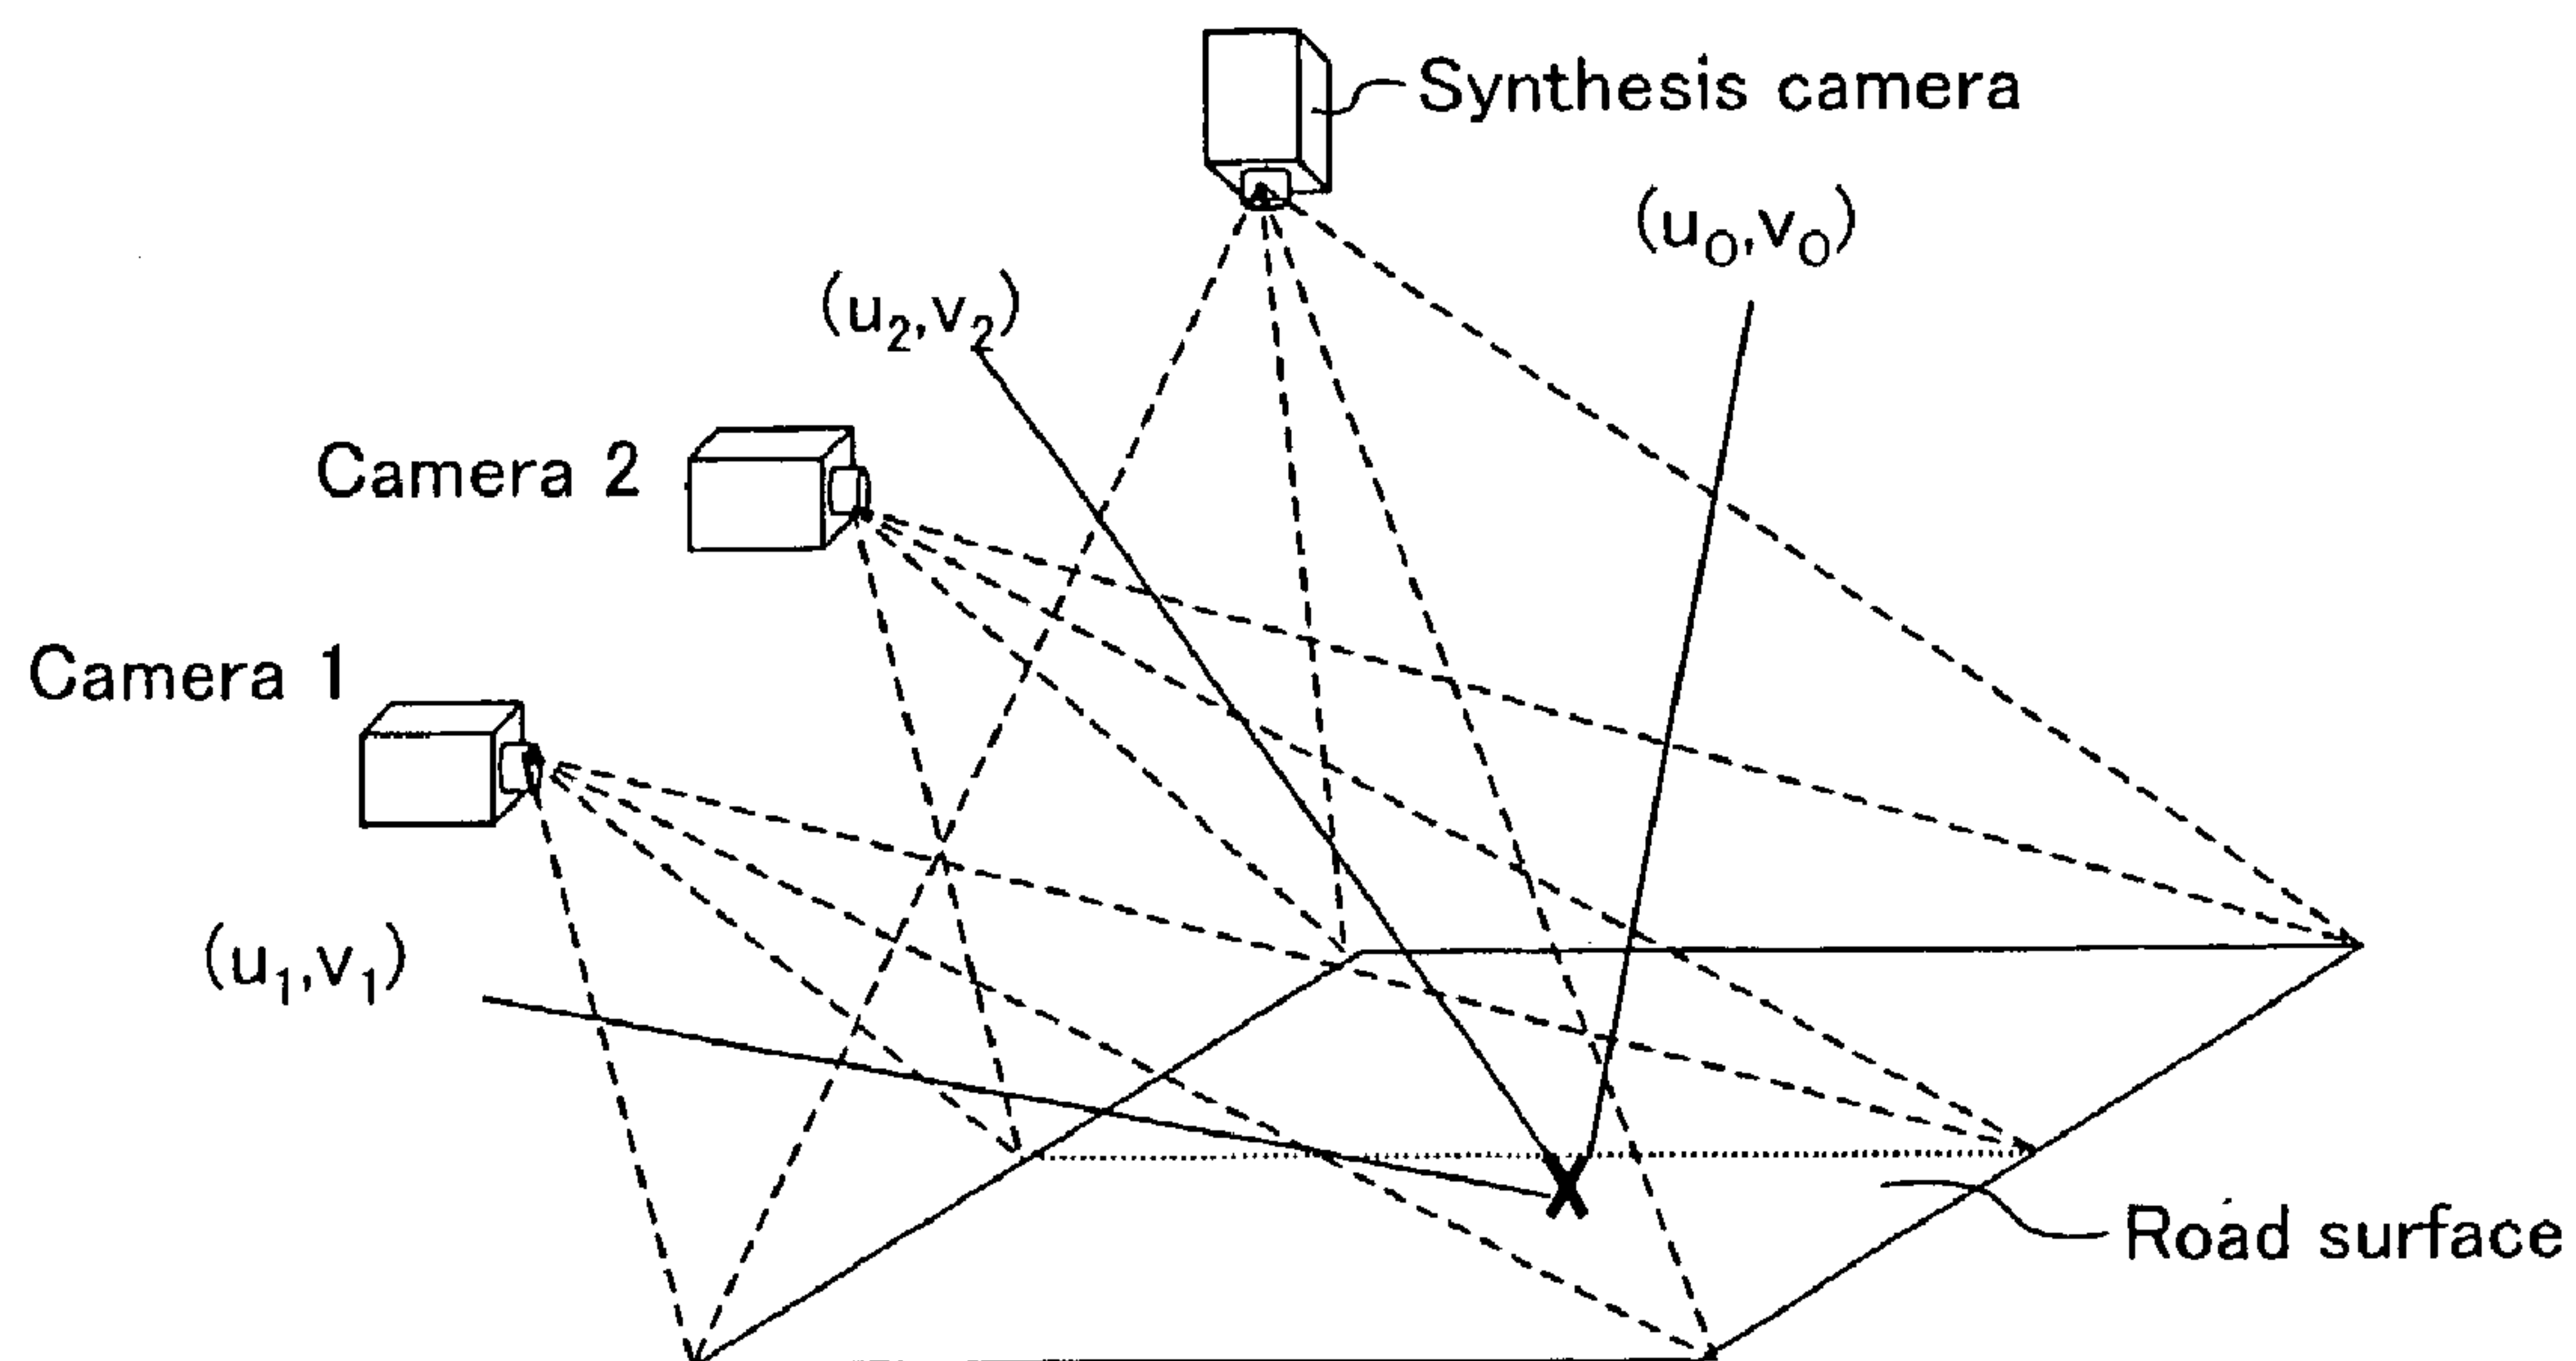 Synthesis camera
(u₀,v₀)
(u₂,v₂)
Camera 2
Camera 1
(u₁,v₁)
Road surface